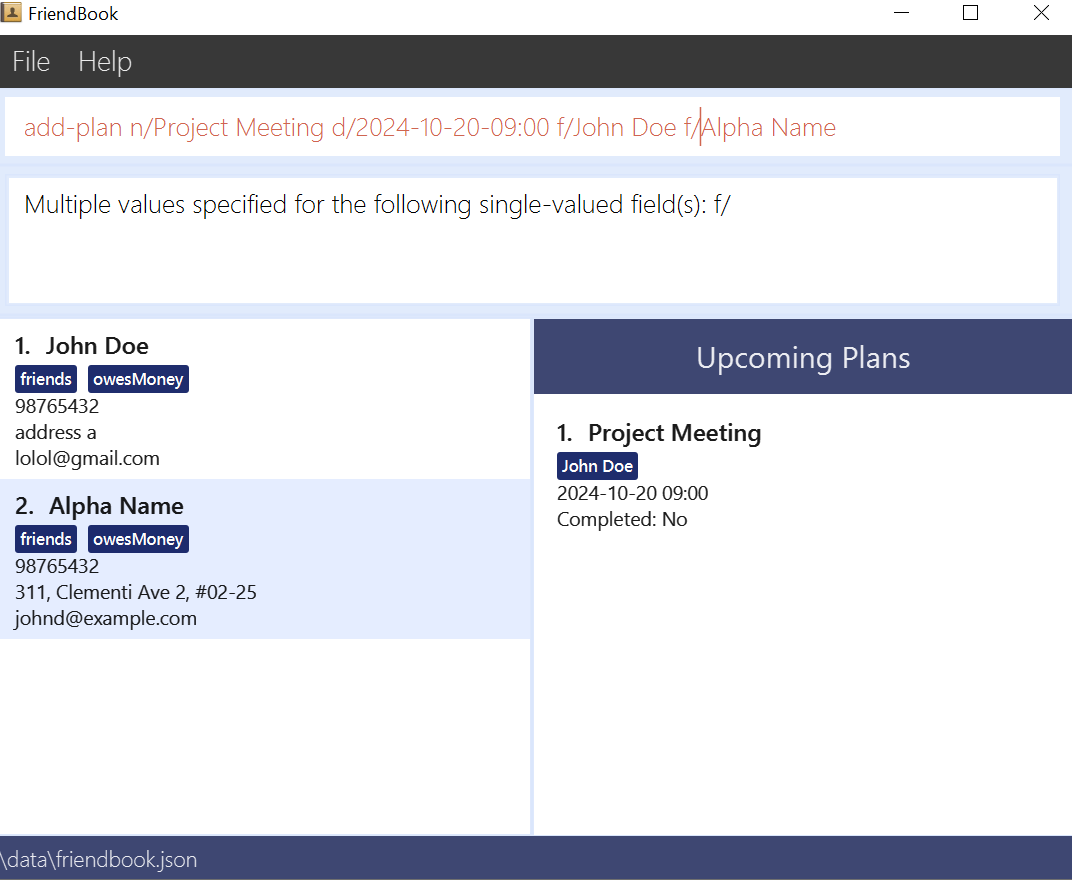 FriendBook
File Help
add-plan n/Project Meeting d/2024-10-20-09:00 f/John Doe f/Alpha Name
Multiple values specified for the following single-valued field(s): f/
1. John Doe
friends owesMoney
98765432
address a
lolol@gmail.com
2. Alpha Name
friends owesMoney
98765432
311, Clementi Ave 2, #02-25
johnd@example.com
Upcoming Plans
1. Project Meeting
John Doe
2024-10-20 09:00
Completed: No
\data\friendbook.json